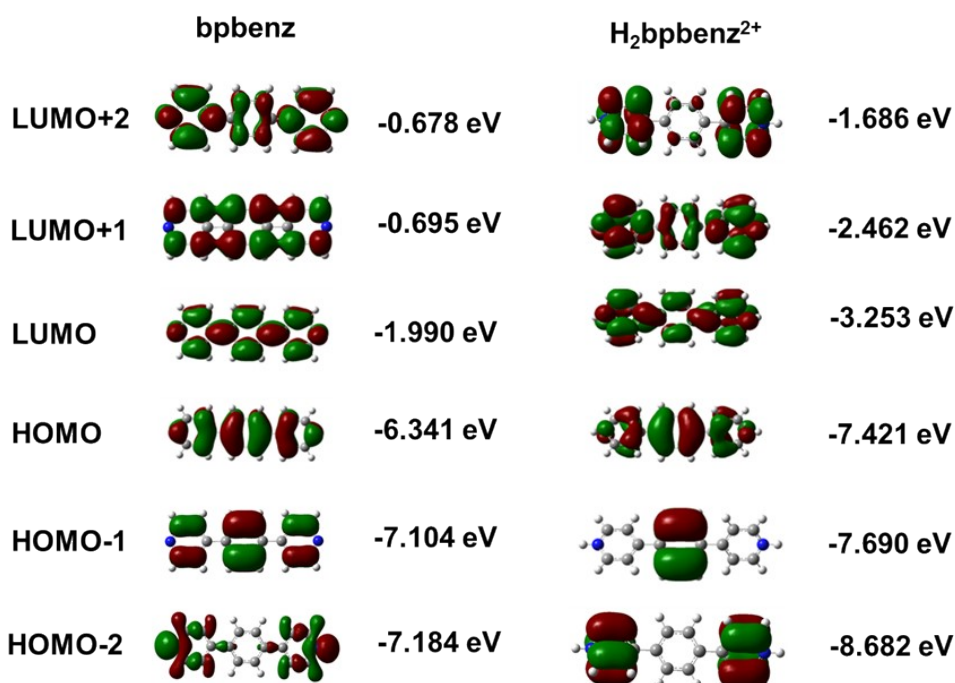 bpbenz H₂bpbenz²⁺
LUMO+2 -0.678 eV -1.686 eV
LUMO+1 -0.695 eV -2.462 eV
LUMO -1.990 eV -3.253 eV
HOMO -6.341 eV -7.421 eV
HOMO-1 -7.104 eV -7.690 eV
HOMO-2 -7.184 eV -8.682 eV